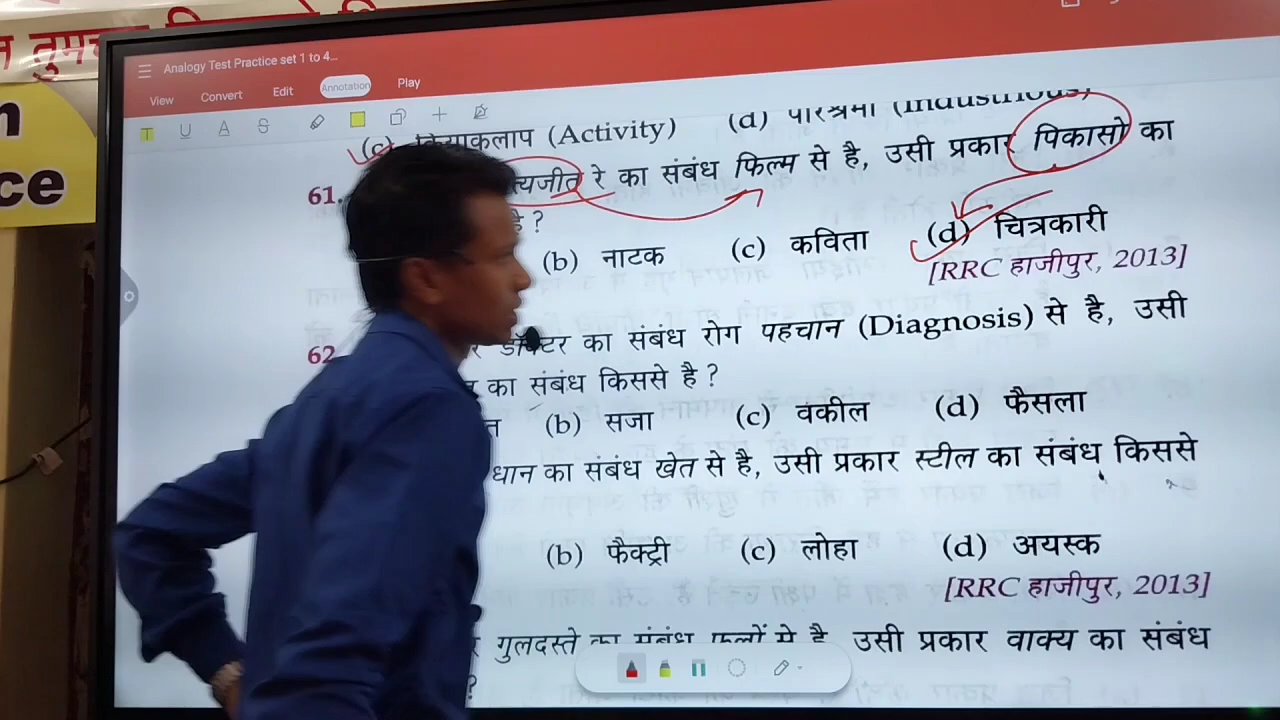 तुमच
n
ce
Analogy Test Practice set 1 to 4...
View Convert Edit Annotation Play
T U A S
(c) क्रियाकलाप (Activity) (d) परिश्रमी (Industrious)
61. त्यजीत रे का संबंध फिल्म से है, उसी प्रकार पिकासो का
है ?
(b) नाटक (c) कविता (d) चित्रकारी
[RRC हाजीपुर, 2013]
62 र डॉक्टर का संबंध रोग पहचान (Diagnosis) से है, उसी
का संबंध किससे है ?
त (b) सजा (c) वकील (d) फैसला
धान का संबंध खेत से है, उसी प्रकार स्टील का संबंध किससे
(b) फैक्ट्री (c) लोहा (d) अयस्क
[RRC हाजीपुर, 2013]
र गुलदस्ते का संबंध फूलों से है उसी प्रकार वाक्य का संबंध
?